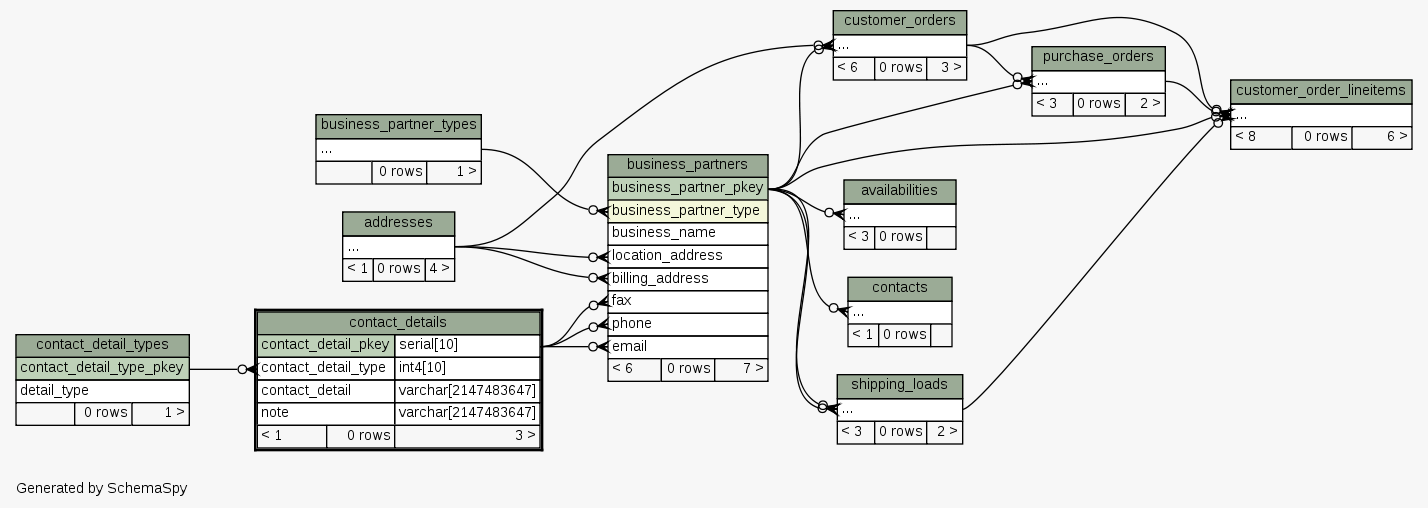 customer_orders
...
< 6 0 rows 3 >
purchase_orders
...
< 3 0 rows 2 >
customer_order_lineitems
...
< 8 0 rows 6 >
business_partner_types
...
0 rows 1 >
business_partners
business_partner_pkey
business_partner_type
business_name
location_address
billing_address
fax
phone
email
< 6 0 rows 7 >
availabilities
...
< 3 0 rows
addresses
...
< 1 0 rows 4 >
contacts
...
< 1 0 rows
contact_details
contact_detail_pkey serial[10]
contact_detail_type int4[10]
contact_detail varchar[2147483647]
note varchar[2147483647]
< 1 0 rows 3 >
contact_detail_types
contact_detail_type_pkey
detail_type
0 rows 1 >
shipping_loads
...
< 3 0 rows 2 >
Generated by SchemaSpy